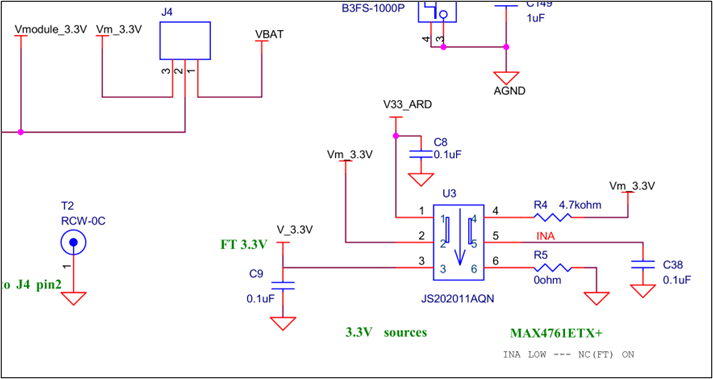 B3FS-1000P
C149
1uF
4
3
AGND
J4
Vmodule_3.3V
Vm_3.3V
VBAT
3
2
1
V33_ARD
C8
0.1uF
Vm_3.3V
U3
R4 4.7kohm
Vm_3.3V
1
1
4
4
2
2
5
5
INA
3
3
6
6
R5
0ohm
C38
0.1uF
JS202011AQN
T2
RCW-0C
1
to J4 pin2
V_3.3V
FT 3.3V
C9
0.1uF
3.3V sources
MAX4761ETX+
INA LOW --- NC(FT) ON